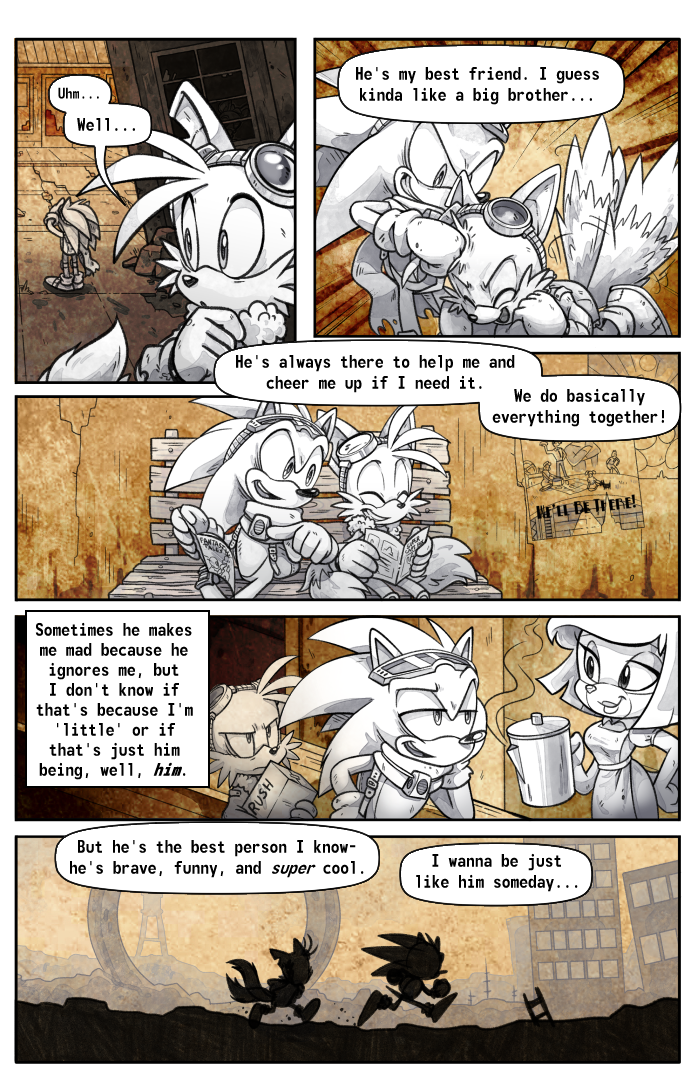 Uhm...
Well...
He's my best friend. I guess
kinda like a big brother...
He's always there to help me and
cheer me up if I need it.
We do basically
everything together!
WE'LL BE THERE!
Sometimes he makes
me mad because he
ignores me, but
I don't know if
that's because I'm
'little' or if
that's just him
being, well, him.
RUSH
But he's the best person I know-
he's brave, funny, and super cool.
I wanna be just
like him someday...